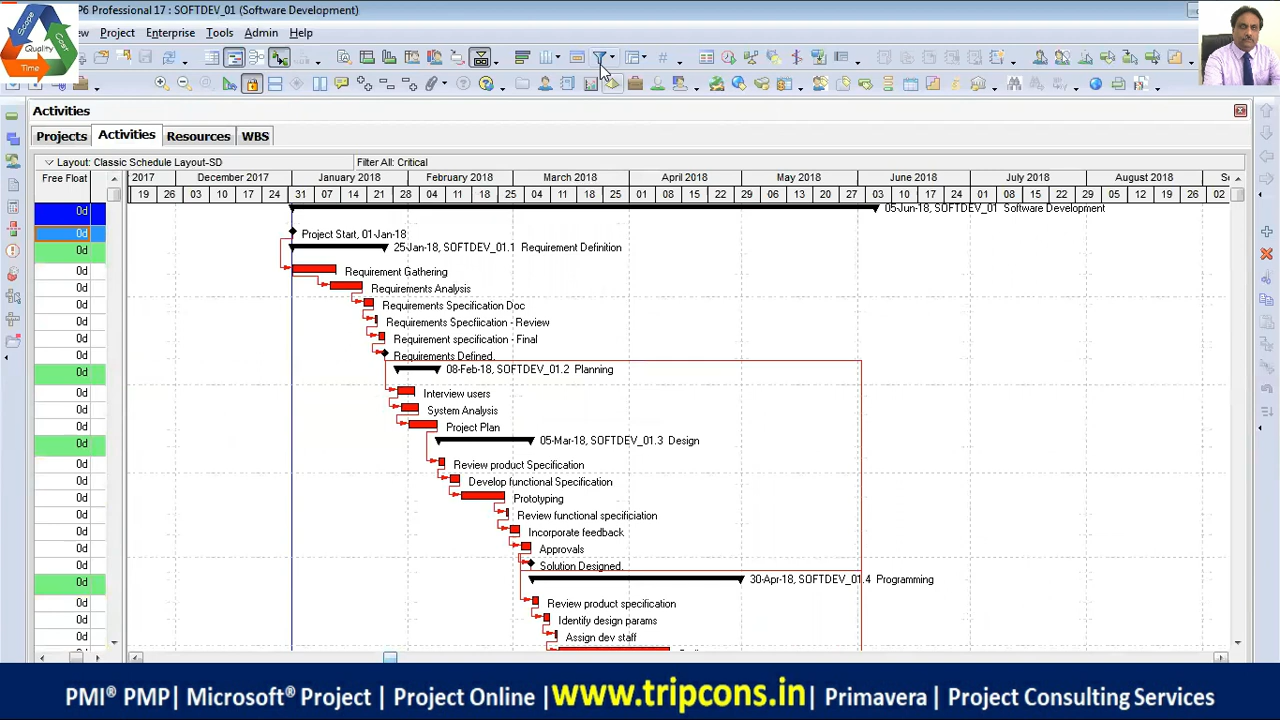 Scope
Cost
Quality
Time
P6 Professional 17 : SOFTDEV_01 (Software Development)
Project Enterprise Tools Admin Help
Activities
Projects Activities Resources WBS
Layout: Classic Schedule Layout-SD Filter All: Critical
Free Float 2017 December 2017 January 2018 February 2018 March 2018 April 2018 May 2018 June 2018 July 2018 August 2018 Se
19 26 03 10 17 24 31 07 14 21 28 04 11 18 25 04 11 18 25 01 08 15 22 29 06 13 20 27 03 10 17 24 01 08 15 22 29 05 12 19 26 02
0d 05-Jun-18, SOFTDEV_01 Software Development
0d Project Start, 01-Jan-18
0d 25-Jan-18, SOFTDEV_01.1 Requirement Definition
0d Requirement Gathering
0d Requirements Analysis
0d Requirements Specification Doc
0d Requirements Speciication - Review
0d Requirement specification - Final
0d Requirements Defined,
0d 08-Feb-18, SOFTDEV_01.2 Planning
0d Interview users
0d System Analysis
0d Project Plan
0d 05-Mar-18, SOFTDEV_01.3 Design
0d Review product Specification
0d Develop functional Specification
0d Prototyping
0d Review functional specificiation
0d Incorporate feedback
0d Approvals
0d Solution Designed,
0d 30-Apr-18, SOFTDEV_01.4 Programming
0d Review product specification
0d Identify design params
0d Assign dev staff
PMI® PMP| Microsoft® Project | Project Online |www.tripcons.in| Primavera | Project Consulting Services